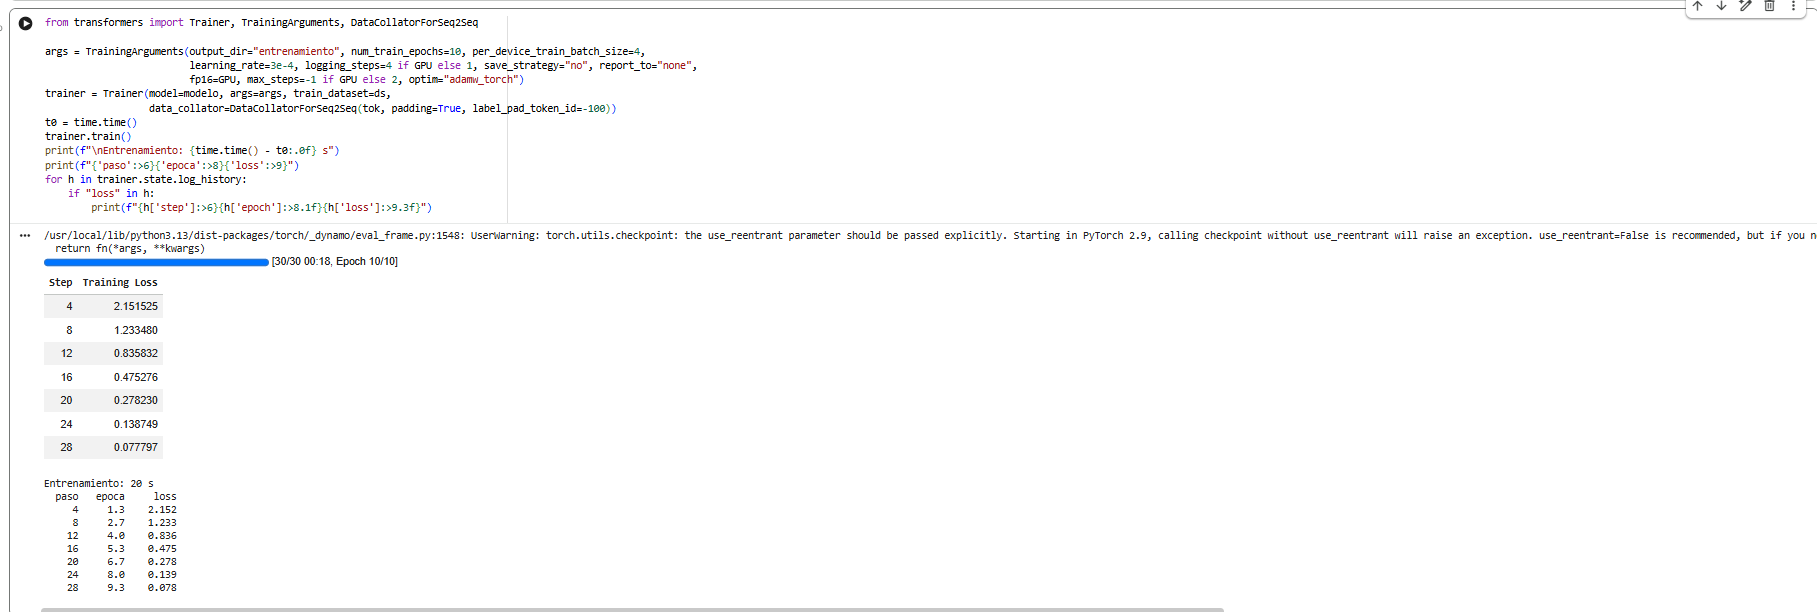 from transformers import Trainer, TrainingArguments, DataCollatorForSeq2Seq
args = TrainingArguments(output_dir="entrenamiento", num_train_epochs=10, per_device_train_batch_size=4,
learning_rate=3e-4, logging_steps=4 if GPU else 1, save_strategy="no", report_to="none",
fp16=GPU, max_steps=-1 if GPU else 2, optim="adamw_torch")
trainer = Trainer(model=modelo, args=args, train_dataset=ds,
data_collator=DataCollatorForSeq2Seq(tok, padding=True, label_pad_token_id=-100))
t0 = time.time()
trainer.train()
print(f"\nEntrenamiento: {time.time() - t0:.0f} s")
print(f"{'paso':>6}{'epoca':>8}{'loss':>9}")
for h in trainer.state.log_history:
if "loss" in h:
print(f"{h['step']:>6}{h['epoch']:>8.1f}{h['loss']:>9.3f}")
/usr/local/lib/python3.13/dist-packages/torch/_dynamo/eval_frame.py:1548: UserWarning: torch.utils.checkpoint: the use_reentrant parameter should be passed explicitly. Starting in PyTorch 2.9, calling checkpoint without use_reentrant will raise an exception. use_reentrant=False is recommended, but if you
return fn(*args, **kwargs)
[30/30 00:18, Epoch 10/10]
Step Training Loss
4 2.151525
8 1.233480
12 0.835832
16 0.475276
20 0.278230
24 0.138749
28 0.077797
Entrenamiento: 20 s
paso epoca loss
4 1.3 2.152
8 2.7 1.233
12 4.0 0.836
16 5.3 0.475
20 6.7 0.278
24 8.0 0.139
28 9.3 0.078